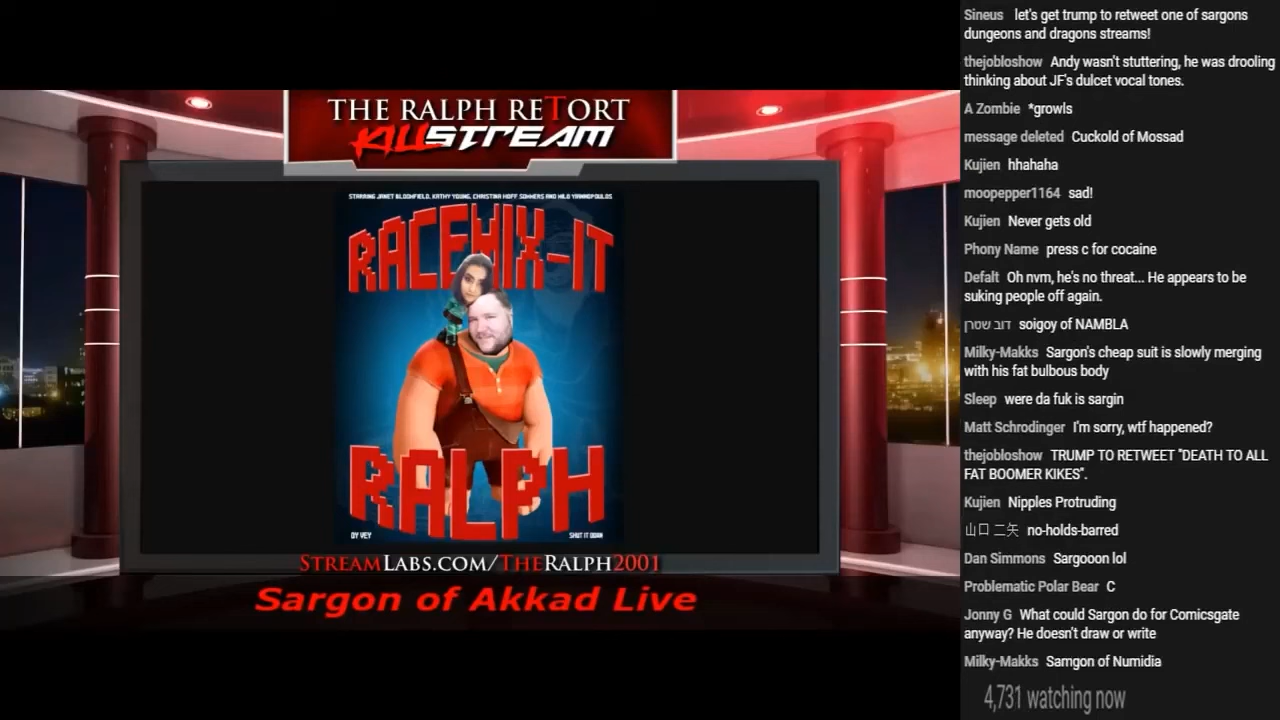 THE RALPH RETORT
KILLSTREAM
STARRING JANET BLOOMFIELD, KATHY YOUNG, CHRISTINA HOFF SOMMERS AND MILO YIANNOPOULOS
RACEMIX-IT
RALPH
OY VEY
SHUT IT DOWN
STREAMLABS.COM/THERALPH2001
Sargon of Akkad Live
Sineus let's get trump to retweet one of sargons
dungeons and dragons streams!
thejobloshow Andy wasn't stuttering, he was drooling
thinking about JF's dulcet vocal tones.
A Zombie *growls
message deleted Cuckold of Mossad
Kujien hhahaha
moopepper1164 sad!
Kujien Never gets old
Phony Name press c for cocaine
Defalt Oh nvm, he's no threat... He appears to be
suking people off again.
דוב שטרן soigoy of NAMBLA
Milky-Makks Sargon's cheap suit is slowly merging
with his fat bulbous body
Sleep were da fuk is sargin
Matt Schrodinger I'm sorry, wtf happened?
thejobloshow TRUMP TO RETWEET "DEATH TO ALL
FAT BOOMER KIKES".
Kujien Nipples Protruding
山口 二矢 no-holds-barred
Dan Simmons Sargooon lol
Problematic Polar Bear C
Jonny G What could Sargon do for Comicsgate
anyway? He doesn't draw or write
Milky-Makks Samgon of Numidia
4,731 watching now